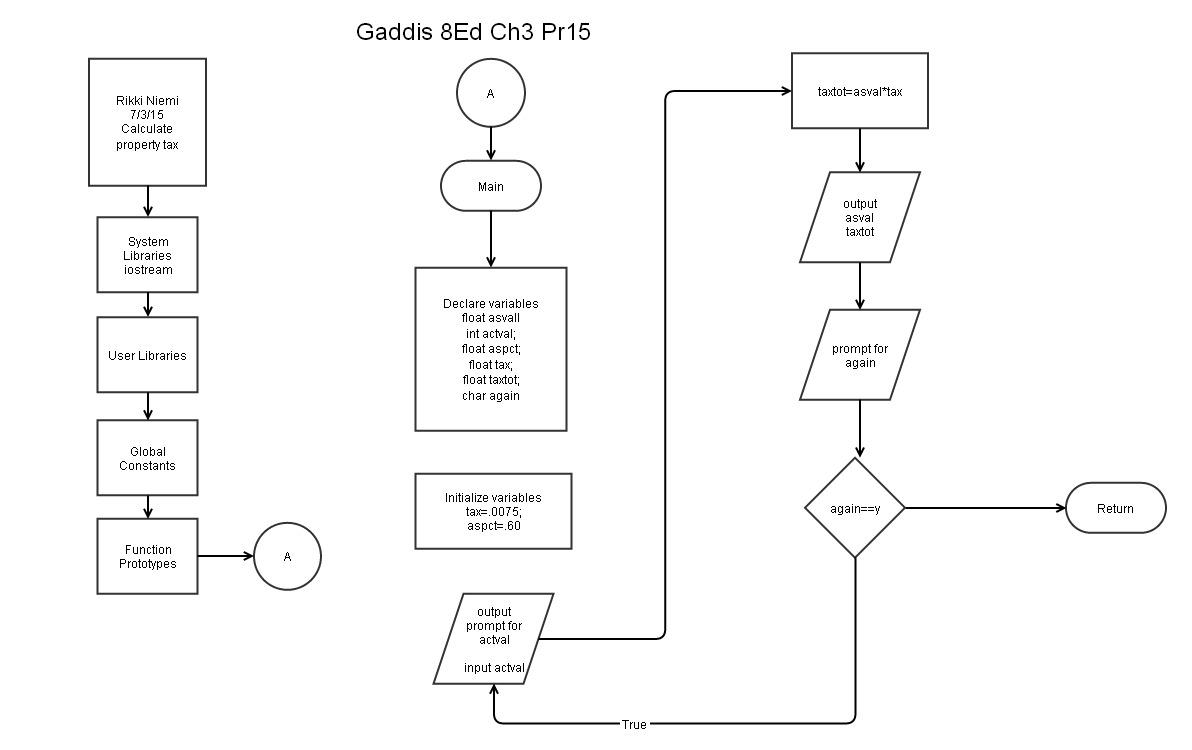 Gaddis 8Ed Ch3 Pr15
Rikki Niemi
7/3/15
Calculate
property tax
System
Libraries
iostream
User Libraries
Global
Constants
Function
Prototypes
A
A
Main
Declare variables
float asvall
int actval;
float aspct;
float tax;
float taxtot;
char again
Initialize variables
tax=.0075;
aspct=.60
output
prompt for
actval
input actval
taxtot=asval*tax
output
asval
taxtot
prompt for
again
again==y
Return
True